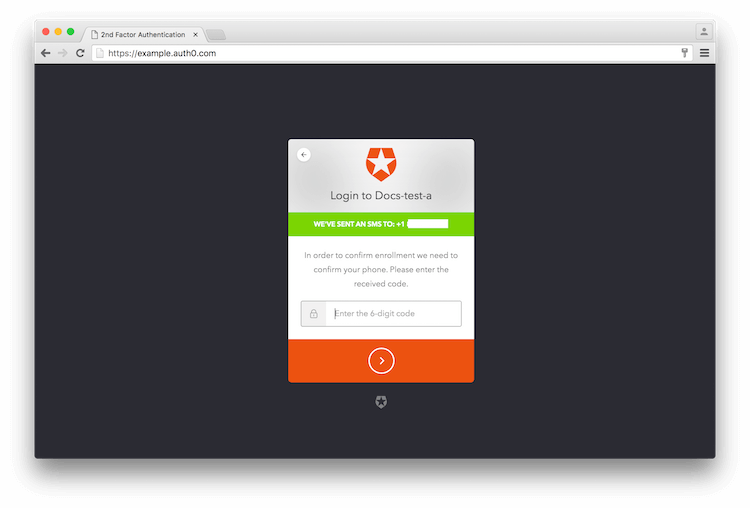 2nd Factor Authentication
https://example.auth0.com
Login to Docs-test-a
WE'VE SENT AN SMS TO: +1
In order to confirm enrollment we need to
confirm your phone. Please enter the
received code.
Enter the 6-digit code